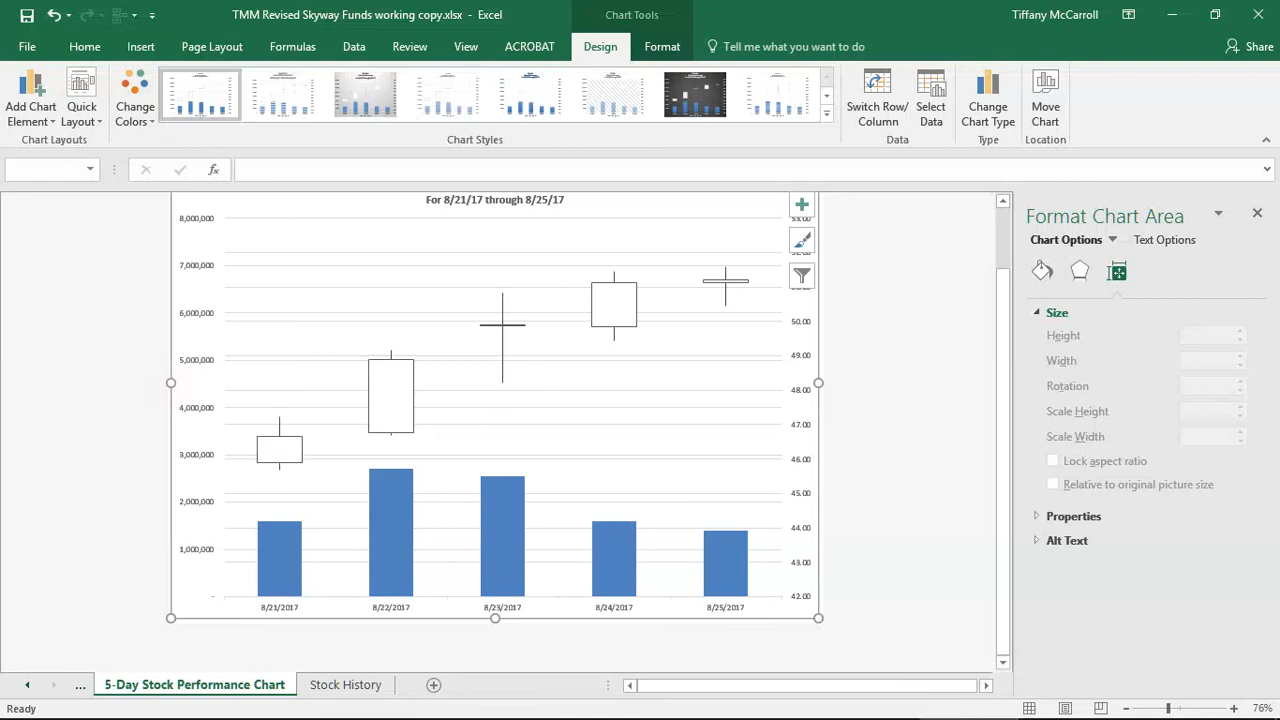 TMM Revised Skyway Funds working copy.xlsx - Excel
Chart Tools
Tiffany McCarroll
File
Home
Insert
Page Layout
Formulas
Data
Review
View
ACROBAT
Design
Format
Tell me what you want to do
Share
Add Chart
Element
Quick
Layout
Change
Colors
Switch Row/
Column
Select
Data
Change
Chart Type
Move
Chart
Chart Layouts
Chart Styles
Data
Type
Location
fx
For 8/21/17 through 8/25/17
8,000,000
7,000,000
6,000,000
5,000,000
4,000,000
3,000,000
2,000,000
1,000,000
-
53.00
50.00
49.00
48.00
47.00
46.00
45.00
44.00
43.00
42.00
8/21/2017
8/22/2017
8/23/2017
8/24/2017
8/25/2017
Format Chart Area
Chart Options
Text Options
Size
Height
Width
Rotation
Scale Height
Scale Width
Lock aspect ratio
Relative to original picture size
Properties
Alt Text
...
5-Day Stock Performance Chart
Stock History
Ready
76%